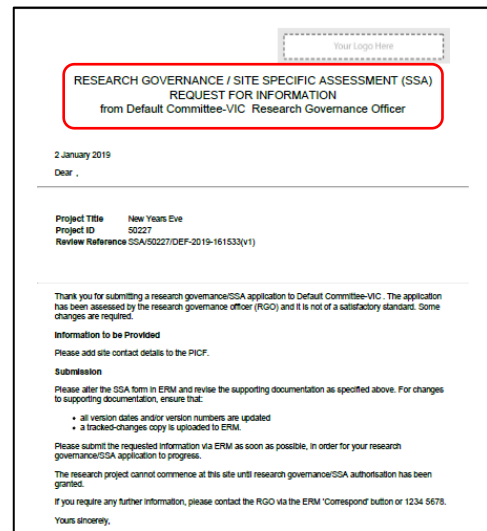 Your Logo Here
RESEARCH GOVERNANCE / SITE SPECIFIC ASSESSMENT (SSA)
REQUEST FOR INFORMATION
from Default Committee-VIC Research Governance Officer
2 January 2019
Dear ,
Project Title New Years Eve
Project ID 50227
Review Reference SSA/50227/DEF-2019-161533(v1)
Thank you for submitting a research governance/SSA application to Default Committee-VIC . The application
has been assessed by the research governance officer (RGO) and it is not of a satisfactory standard. Some
changes are required.
Information to be Provided
Please add site contact details to the PICF.
Submission
Please alter the SSA form in ERM and revise the supporting documentation as specified above. For changes
to supporting documentation, ensure that:
• all version dates and/or version numbers are updated
• a tracked-changes copy is uploaded to ERM.
Please submit the requested information via ERM as soon as possible, in order for your research
governance/SSA application to progress.
The research project cannot commence at this site until research governance/SSA authorisation has been
granted.
If you require any further information, please contact the RGO via the ERM 'Correspond' button or 1234 5678.
Yours sincerely,